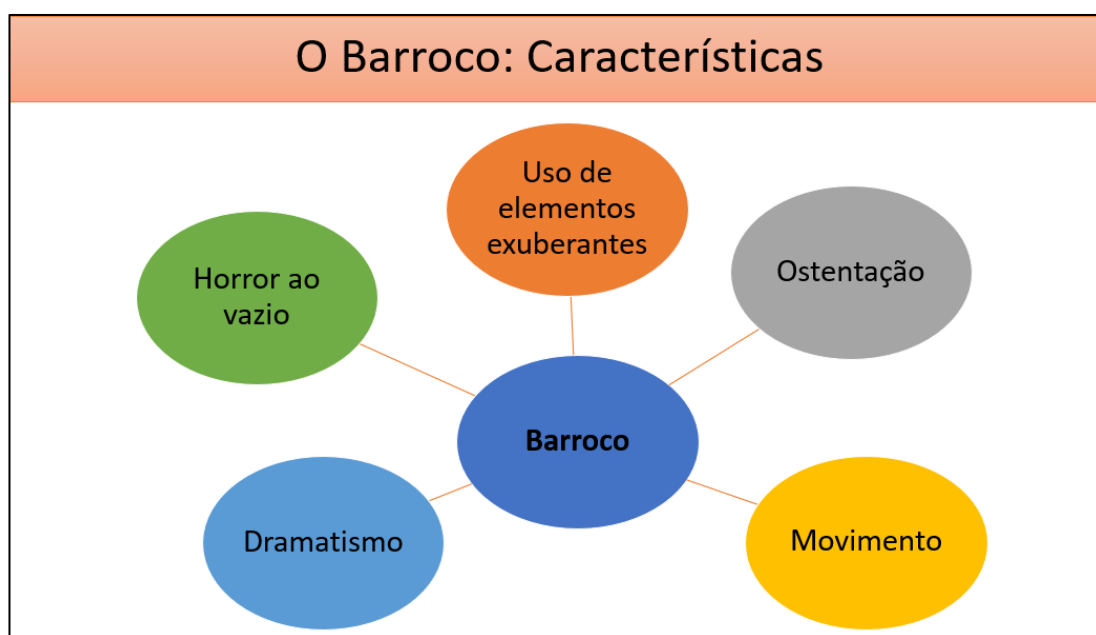 O Barroco: Características
Uso de
elementos
exuberantes
Horror ao
vazio
Ostentação
Barroco
Dramatismo
Movimento